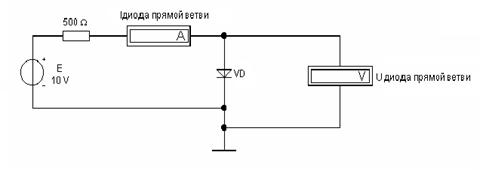 Iдиода прямой ветви
500 Ω
A
E
10 V
+
−
VD
V
U диода прямой ветви